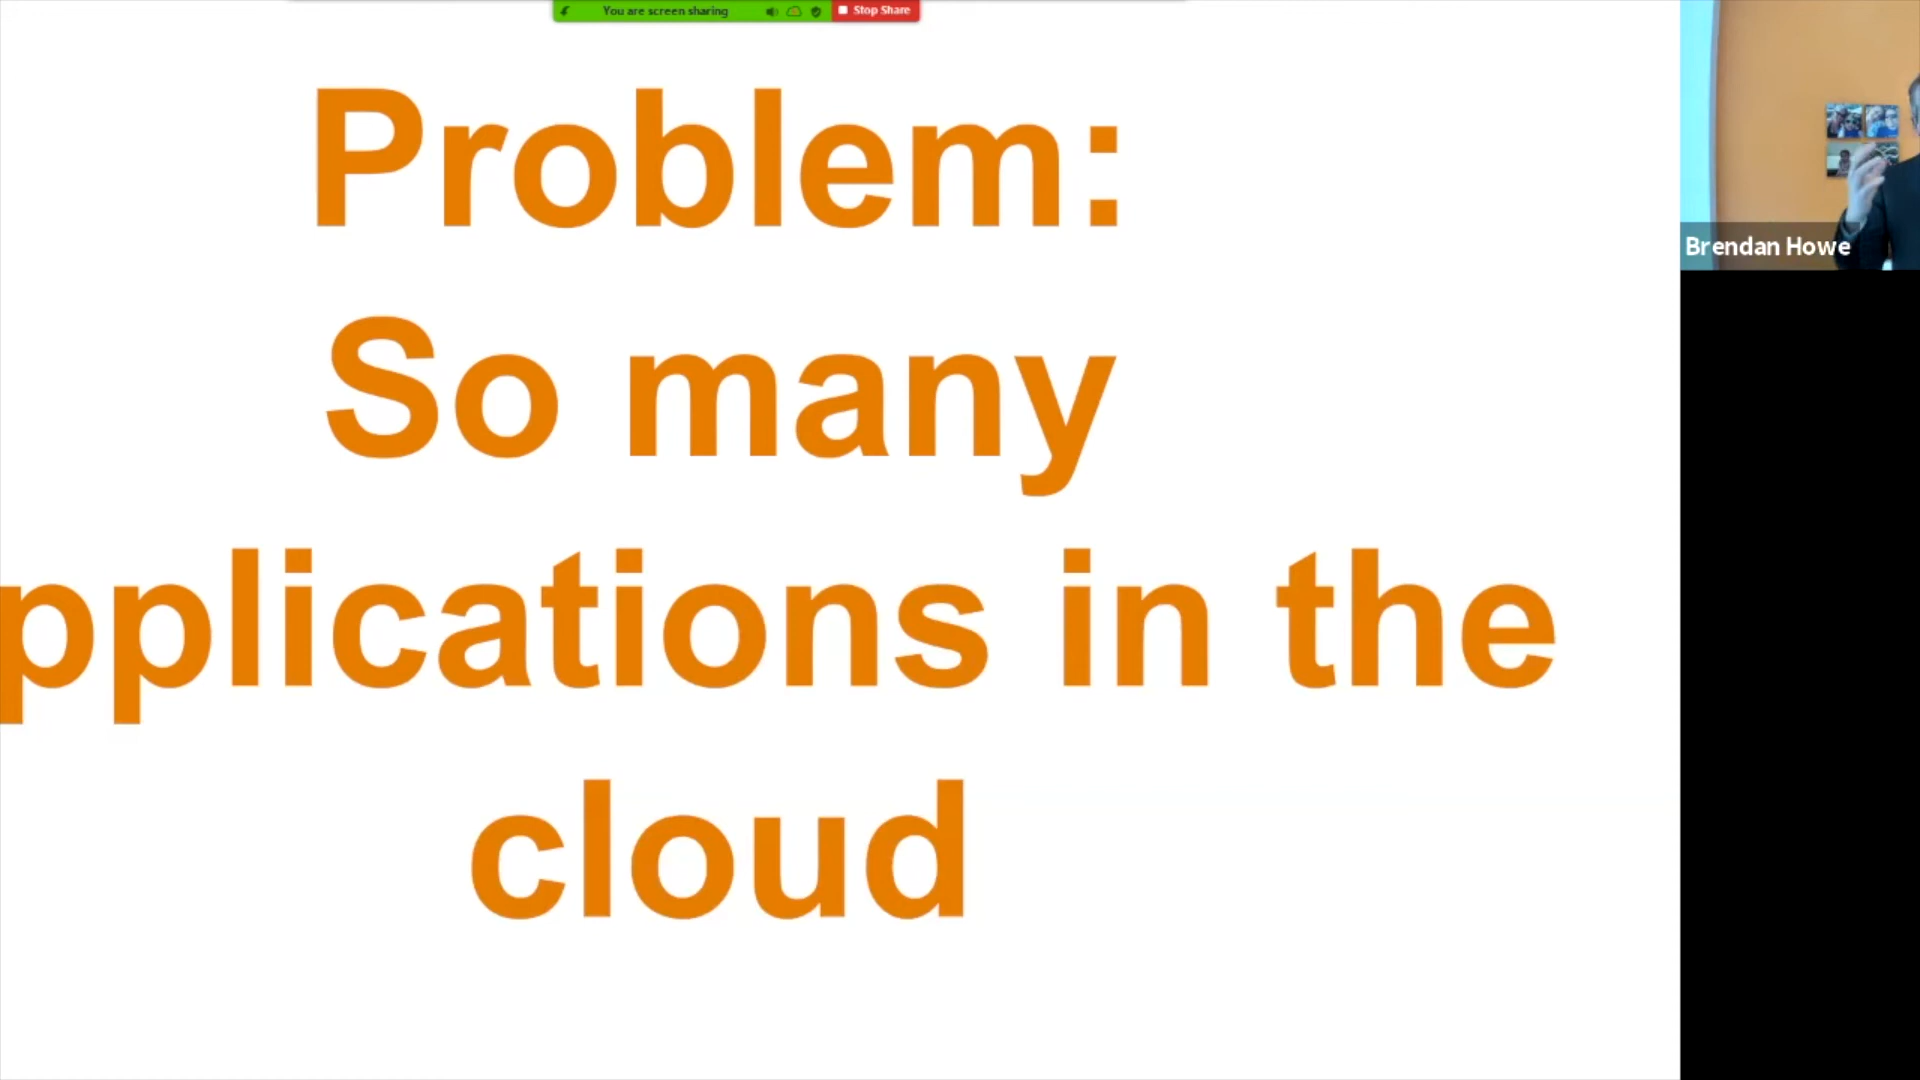 You are screen sharing Stop Share
Problem:
So many
pplications in the
cloud
Brendan Howe